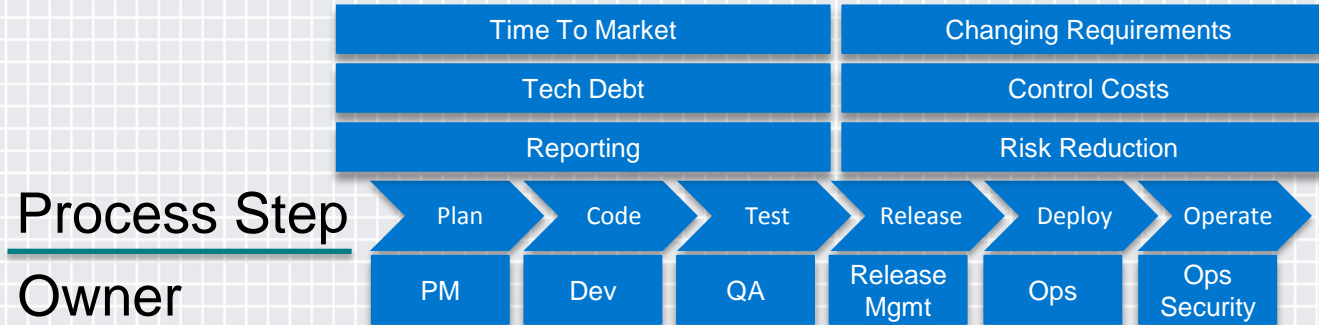 Time To Market
Changing Requirements
Tech Debt
Control Costs
Reporting
Risk Reduction
Process Step
Plan
Code
Test
Release
Deploy
Operate
Owner
PM
Dev
QA
Release
Mgmt
Ops
Ops
Security